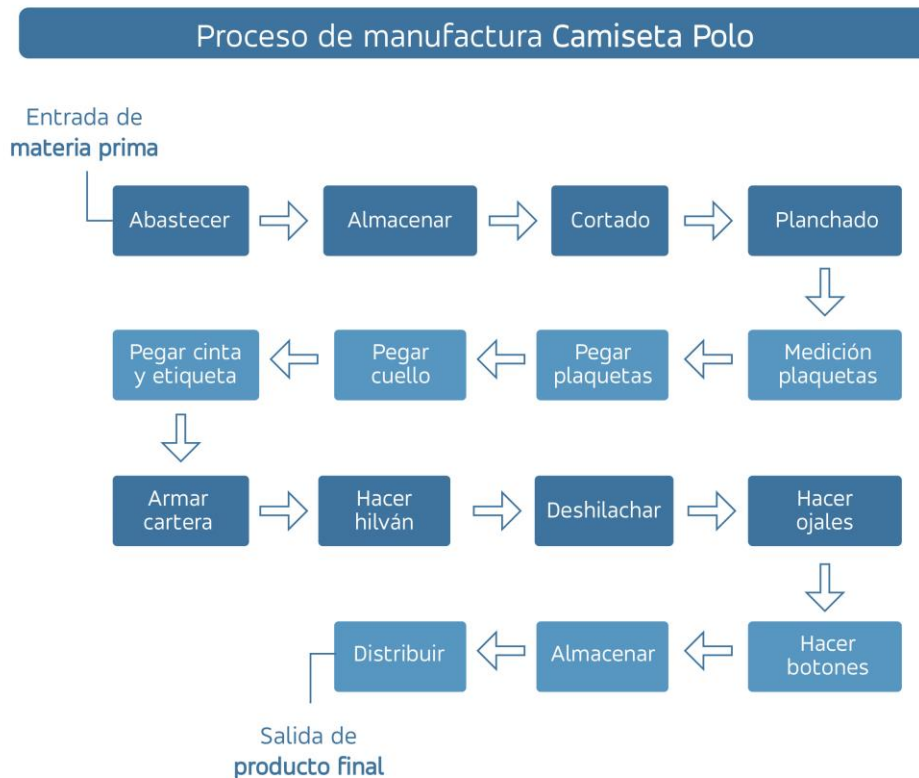 Proceso de manufactura Camiseta Polo
Entrada de
materia prima
Abastecer
Almacenar
Cortado
Planchado
Medición
plaquetas
Pegar
plaquetas
Pegar
cuello
Pegar cinta
y etiqueta
Armar
cartera
Hacer
hilván
Deshilachar
Hacer
ojales
Hacer
botones
Almacenar
Distribuir
Salida de
producto final